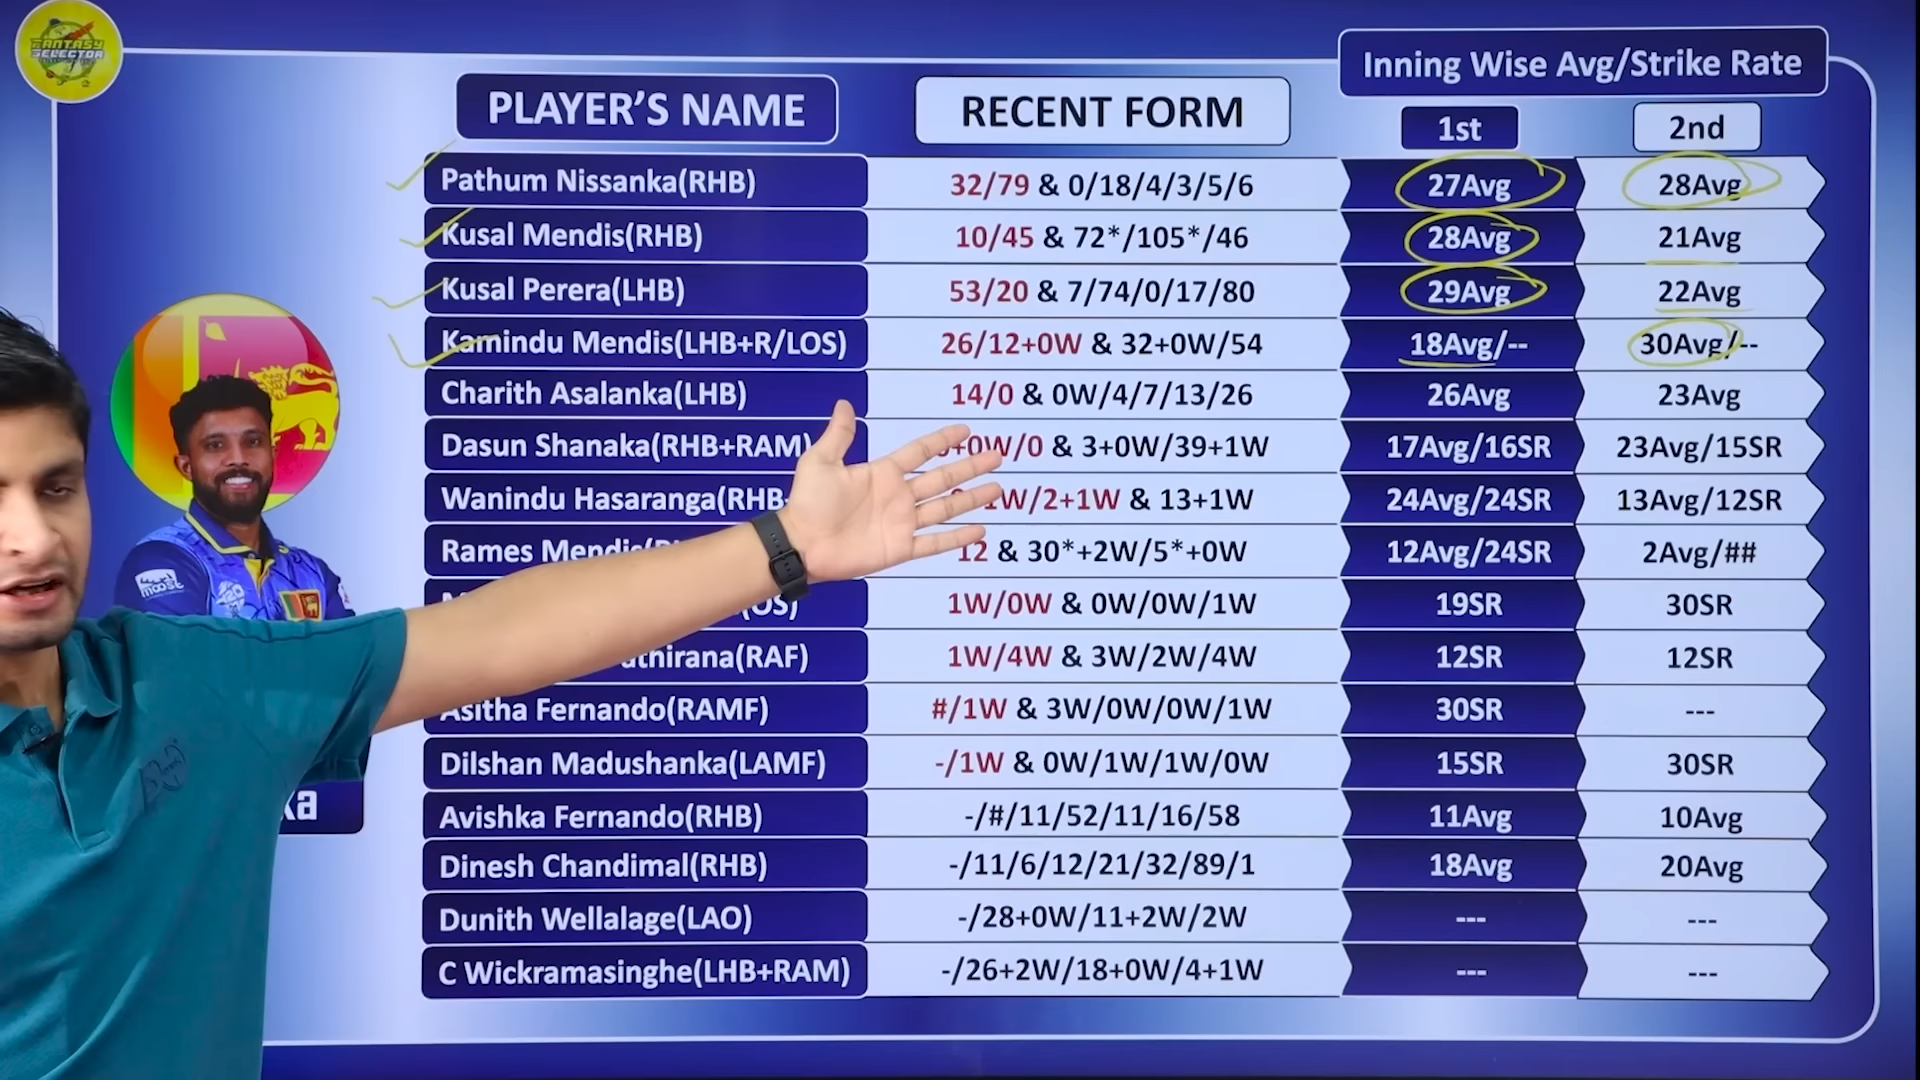 FANTASY
SELECTOR
Inning Wise Avg/Strike Rate
PLAYER'S NAME RECENT FORM 1st 2nd
Pathum Nissanka(RHB) 32/79 & 0/18/4/3/5/6 27Avg 28Avg
Kusal Mendis(RHB) 10/45 & 72*/105*/46 28Avg 21Avg
Kusal Perera(LHB) 53/20 & 7/74/0/17/80 29Avg 22Avg
Kamindu Mendis(LHB+R/LOS) 26/12+0W & 32+0W/54 18Avg/-- 30Avg/--
Charith Asalanka(LHB) 14/0 & 0W/4/7/13/26 26Avg 23Avg
Dasun Shanaka(RHB+RAM) & 3+0W/39+1W 17Avg/16SR 23Avg/15SR
Wanindu Hasaranga(RHB & 13+1W 24Avg/24SR 13Avg/12SR
Rames Mendis 12 & 30*+2W/5*+0W 12Avg/24SR 2Avg/##
1W/0W & 0W/0W/1W 19SR 30SR
1W/4W & 3W/2W/4W 12SR 12SR
Asitha Fernando(RAMF) #/1W & 3W/0W/0W/1W 30SR ---
Dilshan Madushanka(LAMF) -/1W & 0W/1W/1W/0W 15SR 30SR
Avishka Fernando(RHB) -/#/11/52/11/16/58 11Avg 10Avg
Dinesh Chandimal(RHB) -/11/6/12/21/32/89/1 18Avg 20Avg
Dunith Wellalage(LAO) -/28+0W/11+2W/2W --- ---
C Wickramasinghe(LHB+RAM) -/26+2W/18+0W/4+1W --- ---